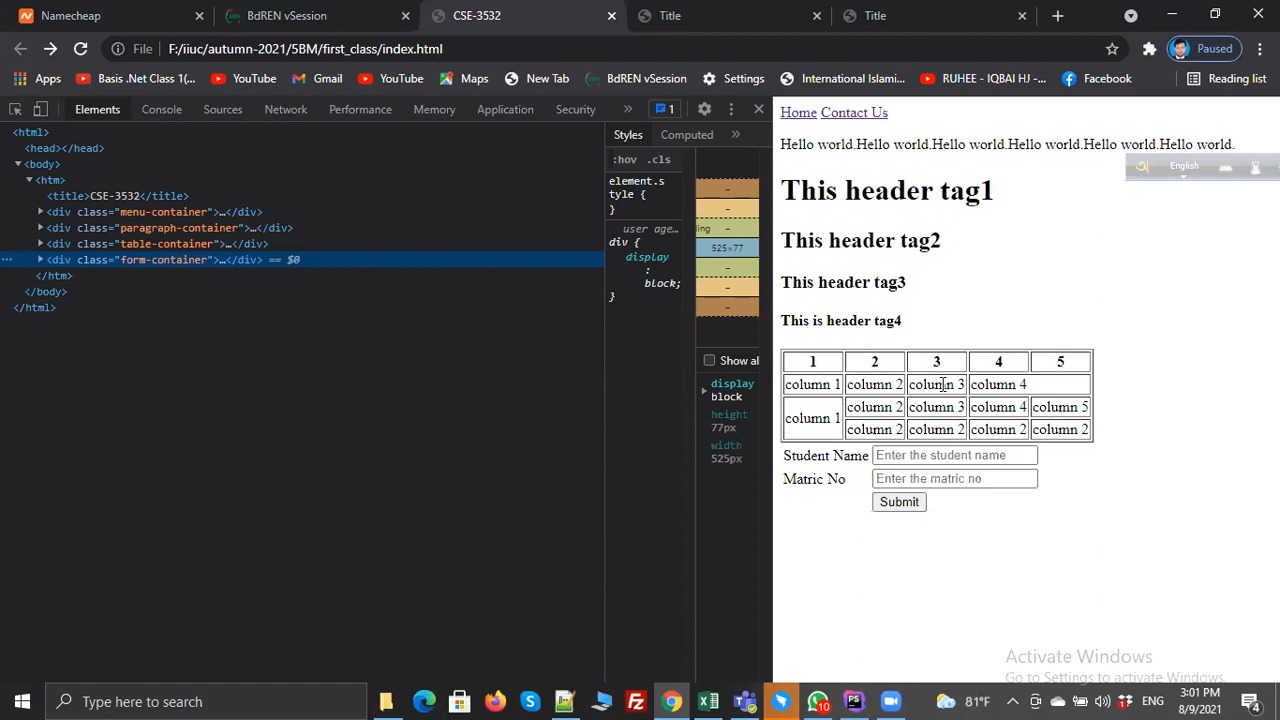 Namecheap
BdREN vSession
CSE-3532
Title
Title
File
F:/iiuc/autumn-2021/5BM/first_class/index.html
Paused
Apps
Basis .Net Class 1(...
YouTube
Gmail
YouTube
Maps
New Tab
BdREN vSession
Settings
International Islami...
RUHEE - IQBAI H! -...
Facebook
Reading list
Elements
Console
Sources
Network
Performance
Memory
Application
Security
1
<html>
<head></head>
<body>
<htm>
<title>CSE-3532</title>
<div class="menu-container">…</div>
<div class="paragraph-container">…</div>
<div class="table-container">…</div>
<div class="form-container">…</div> == $0
</htm>
</body>
</html>
Styles
Computed
:hov .cls
element.s
tyle {
}
user age…
div {
display
:
block;
}
ling
525×77
Show al
display
block
height
77px
width
525px
Home Contact Us
Hello world.Hello world.Hello world.Hello world.Hello world.Hello world.
English
This header tag1
This header tag2
This header tag3
This is header tag4
1 2 3 4 5
column 1 column 2 column 3 column 4
column 1 column 2 column 3 column 4 column 5
column 2 column 2 column 2 column 2
Student Name Enter the student name
Matric No Enter the matric no
Submit
Activate Windows
Go to Settings to activate Windows.
Type here to search
10
81°F
ENG
3:01 PM
8/9/2021
4